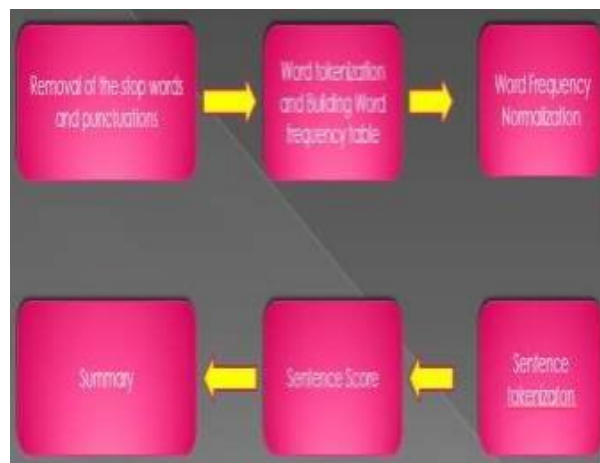 Removal of the stop words
and punctuations
Word tokenization
and Building Word
frequency table
Word Frequency
Normalization
Sentence
tokenization
Sentence Score
Summary